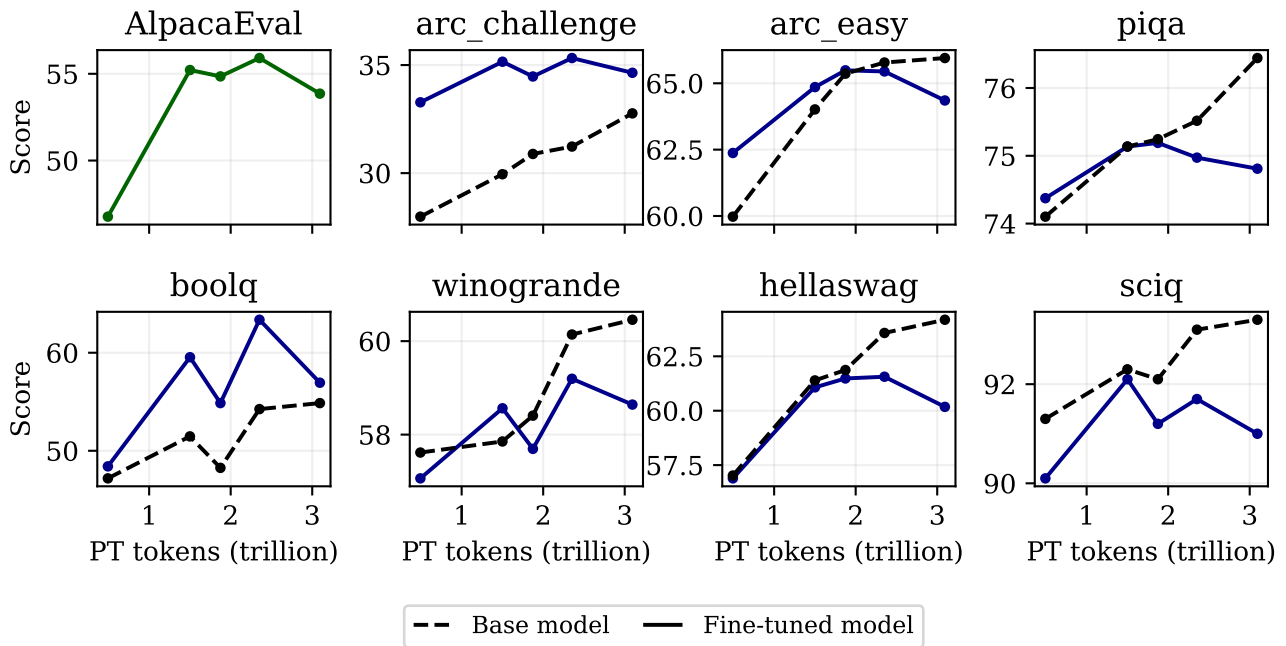 AlpacaEval arc_challenge arc_easy piqa
Score
55
50
35
30
65.0
62.5
60.0
76
75
74
boolq winogrande hellaswag sciq
Score
60
50
60
58
62.5
60.0
57.5
92
90
1 2 3 1 2 3 1 2 3 1 2 3
PT tokens (trillion) PT tokens (trillion) PT tokens (trillion) PT tokens (trillion)
Base model Fine-tuned model